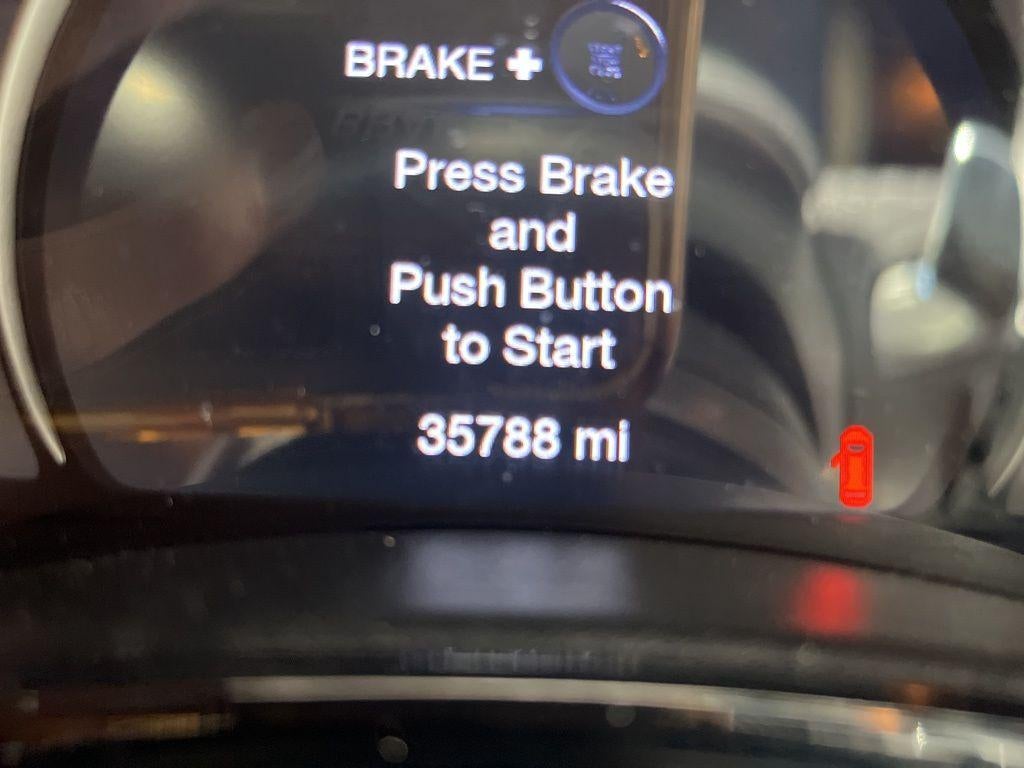 BRAKE +
Press Brake
and
Push Button
to Start
35788 mi